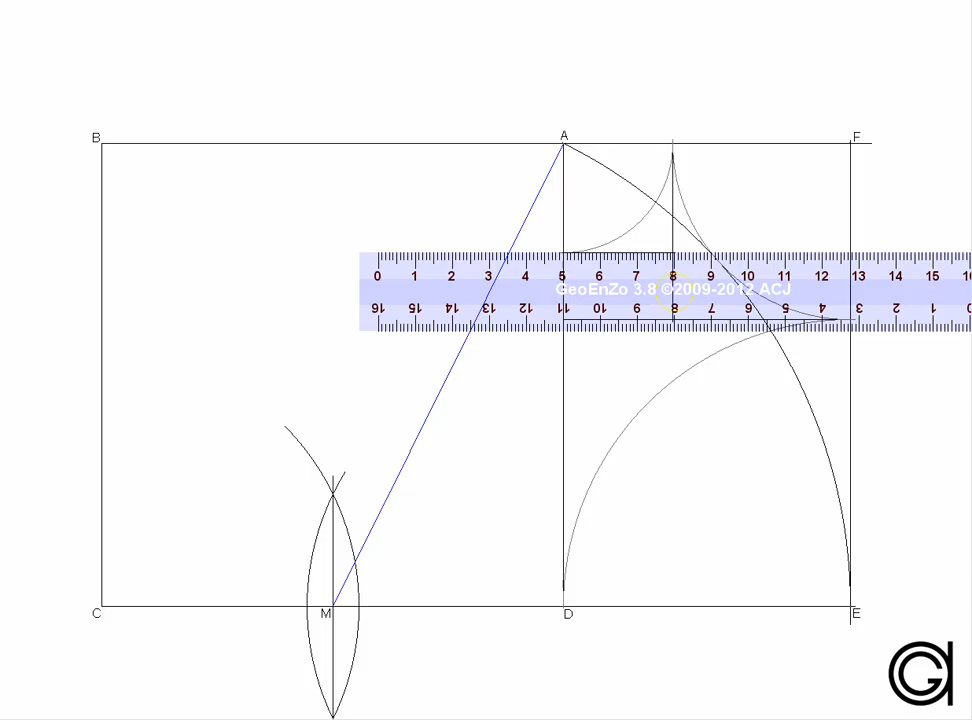 B A F
0 1 2 3 4 5 6 7 8 9 10 11 12 13 14 15 16
GeoEnZo 3.8 ©2009-2012 ACJ
16 15 14 13 12 11 10 9 8 7 6 5 4 3 2 1 0
C M D E